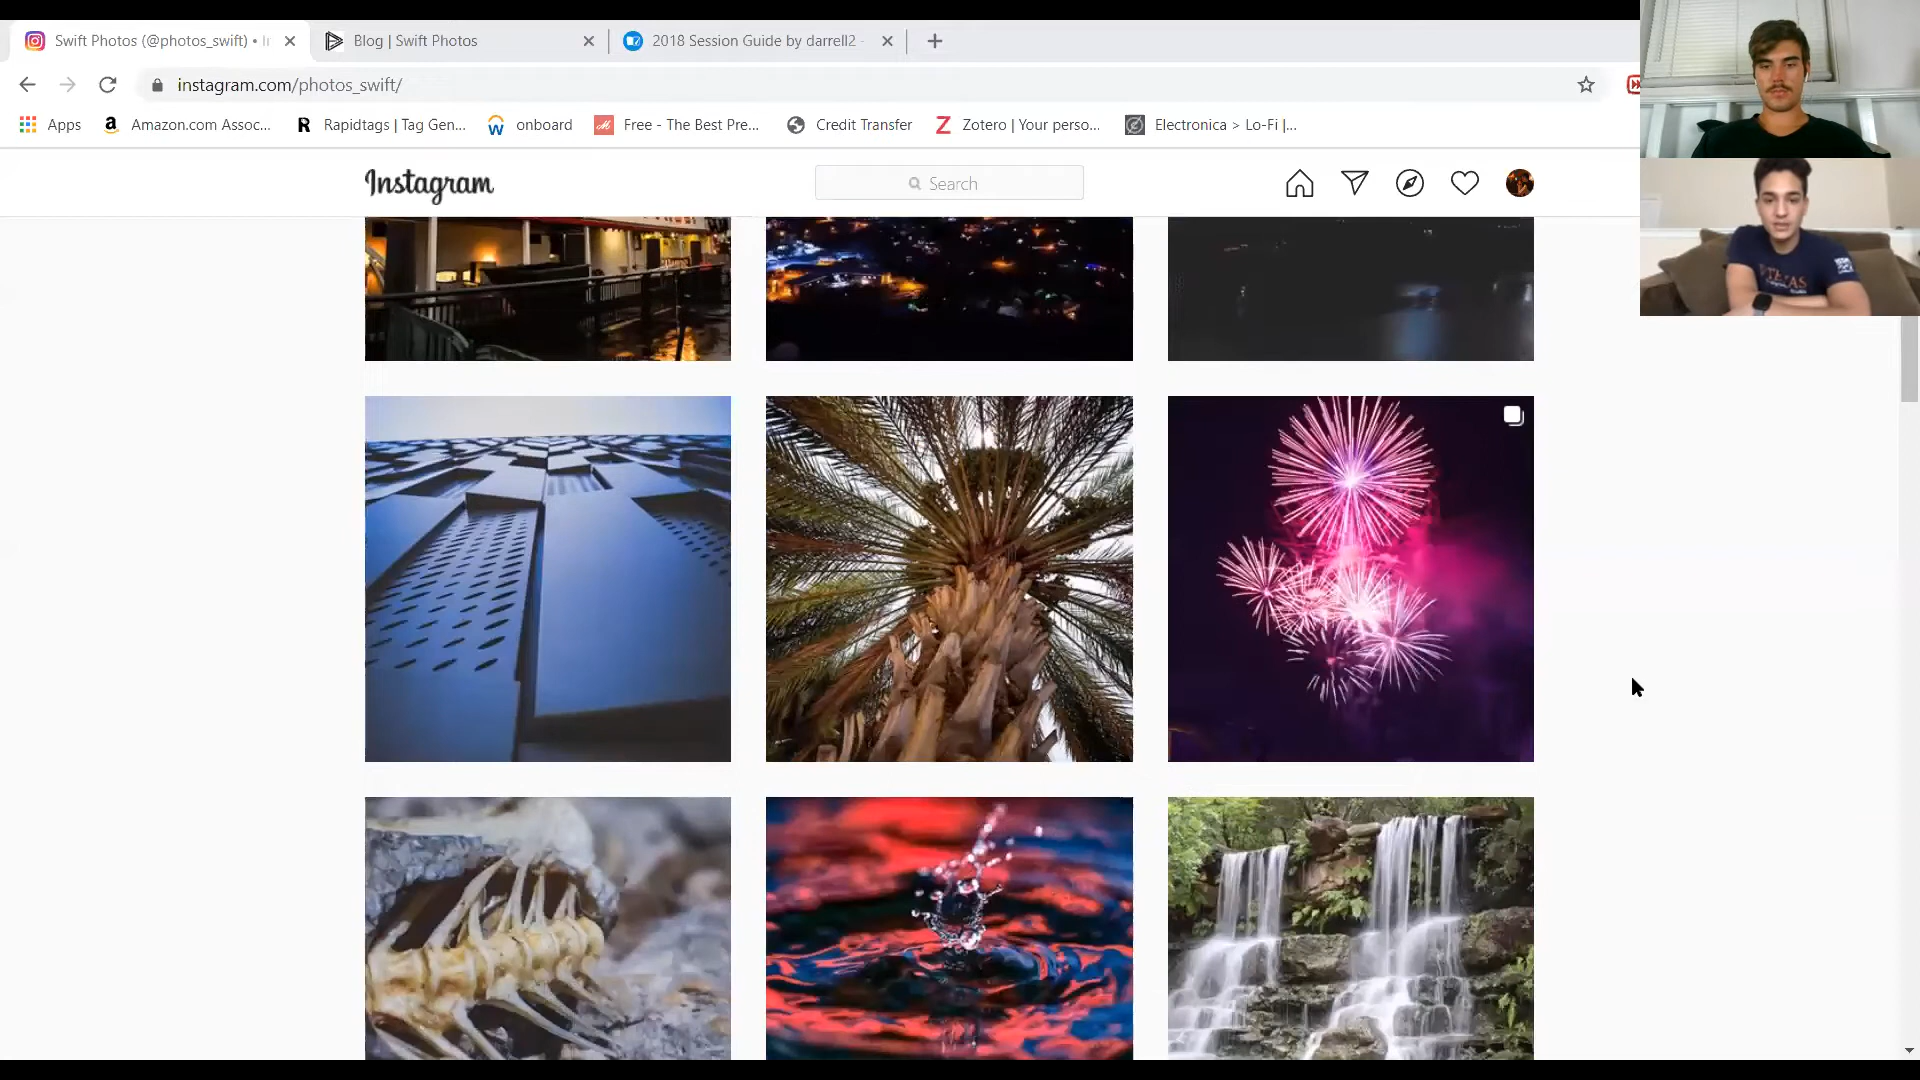 Swift Photos (@photos_swift) •
Blog | Swift Photos
2018 Session Guide by darrell2
instagram.com/photos_swift/
Apps
Amazon.com Assoc...
Rapidtags | Tag Gen...
onboard
Free - The Best Pre...
Credit Transfer
Zotero | Your perso...
Electronica > Lo-Fi |...
Instagram
Search